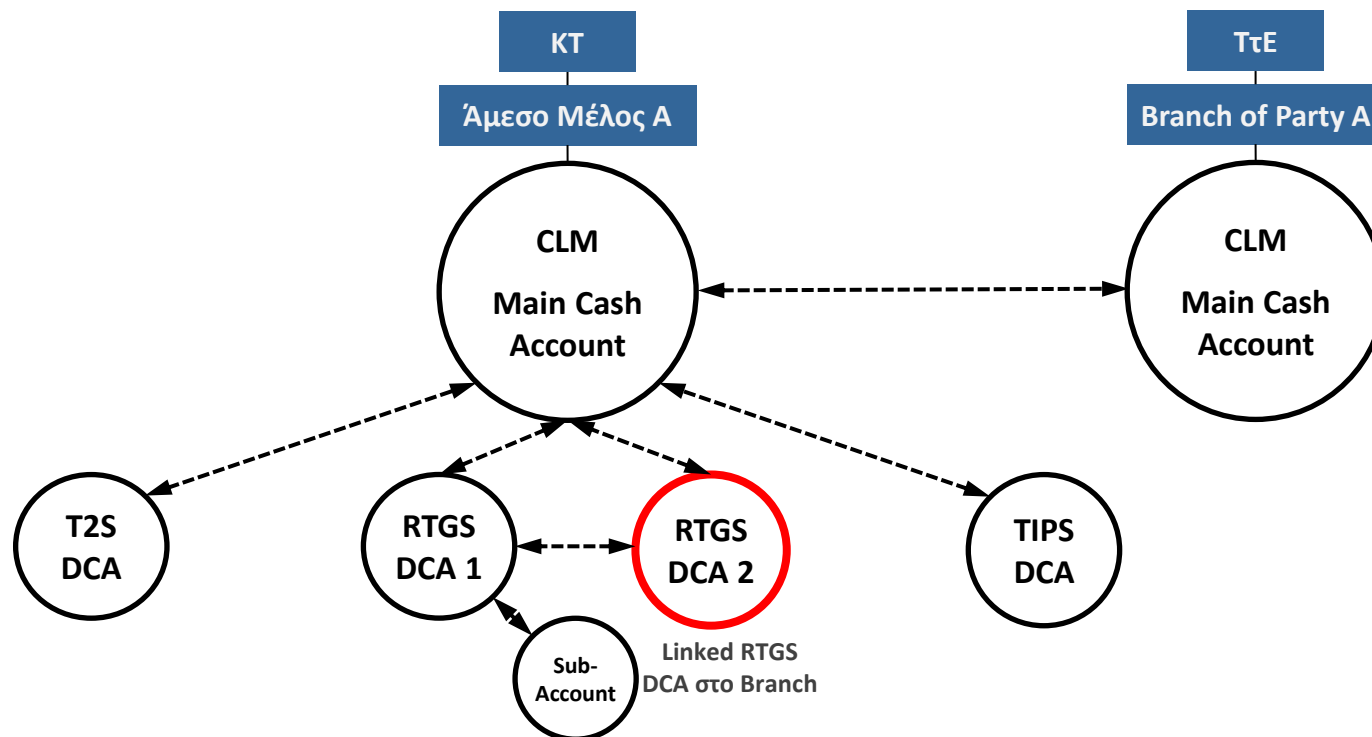 ΚΤ
ΤτΕ
Άμεσο Μέλος Α
Branch of Party A
CLM
Main Cash
Account
CLM
Main Cash
Account
T2S
DCA
RTGS
DCA 1
RTGS
DCA 2
TIPS
DCA
Sub-
Account
Linked RTGS
DCA στο Branch